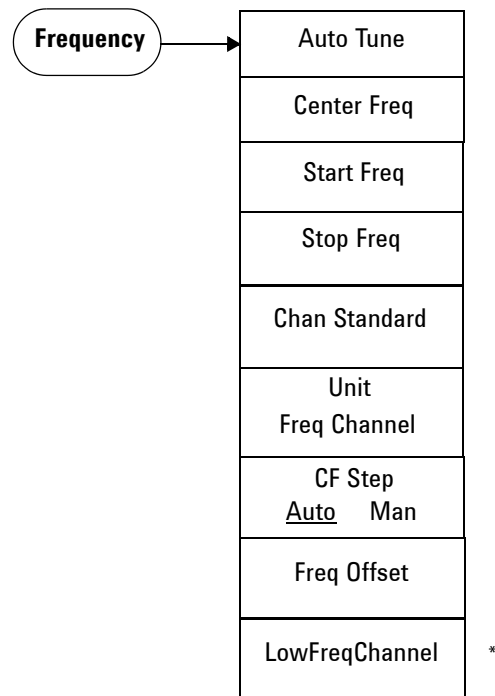 Frequency
Auto Tune
Center Freq
Start Freq
Stop Freq
Chan Standard
Unit
Freq Channel
CF Step
Auto Man
Freq Offset
LowFreqChannel *